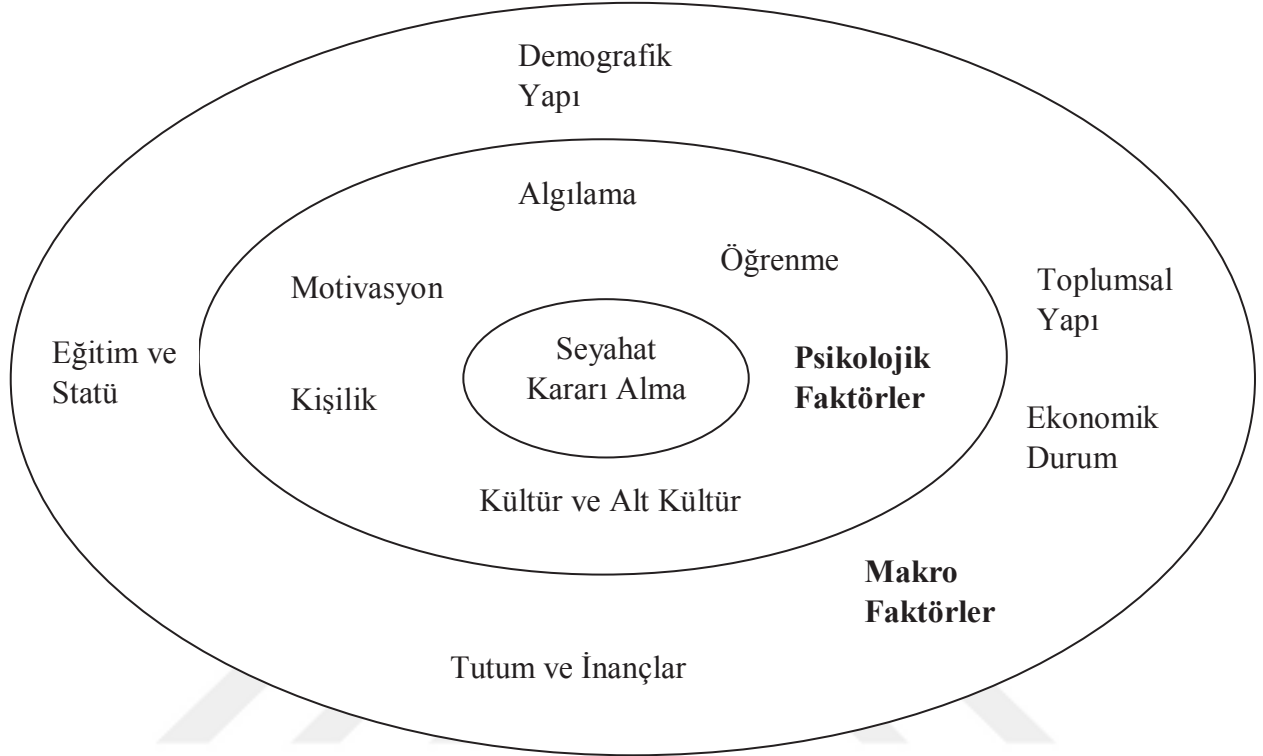 Demografik
Yapı
Algılama
Öğrenme
Motivasyon
Toplumsal
Yapı
Eğitim ve
Statü
Seyahat
Kararı Alma
Psikolojik
Faktörler
Kişilik
Ekonomik
Durum
Kültür ve Alt Kültür
Makro
Faktörler
Tutum ve İnançlar